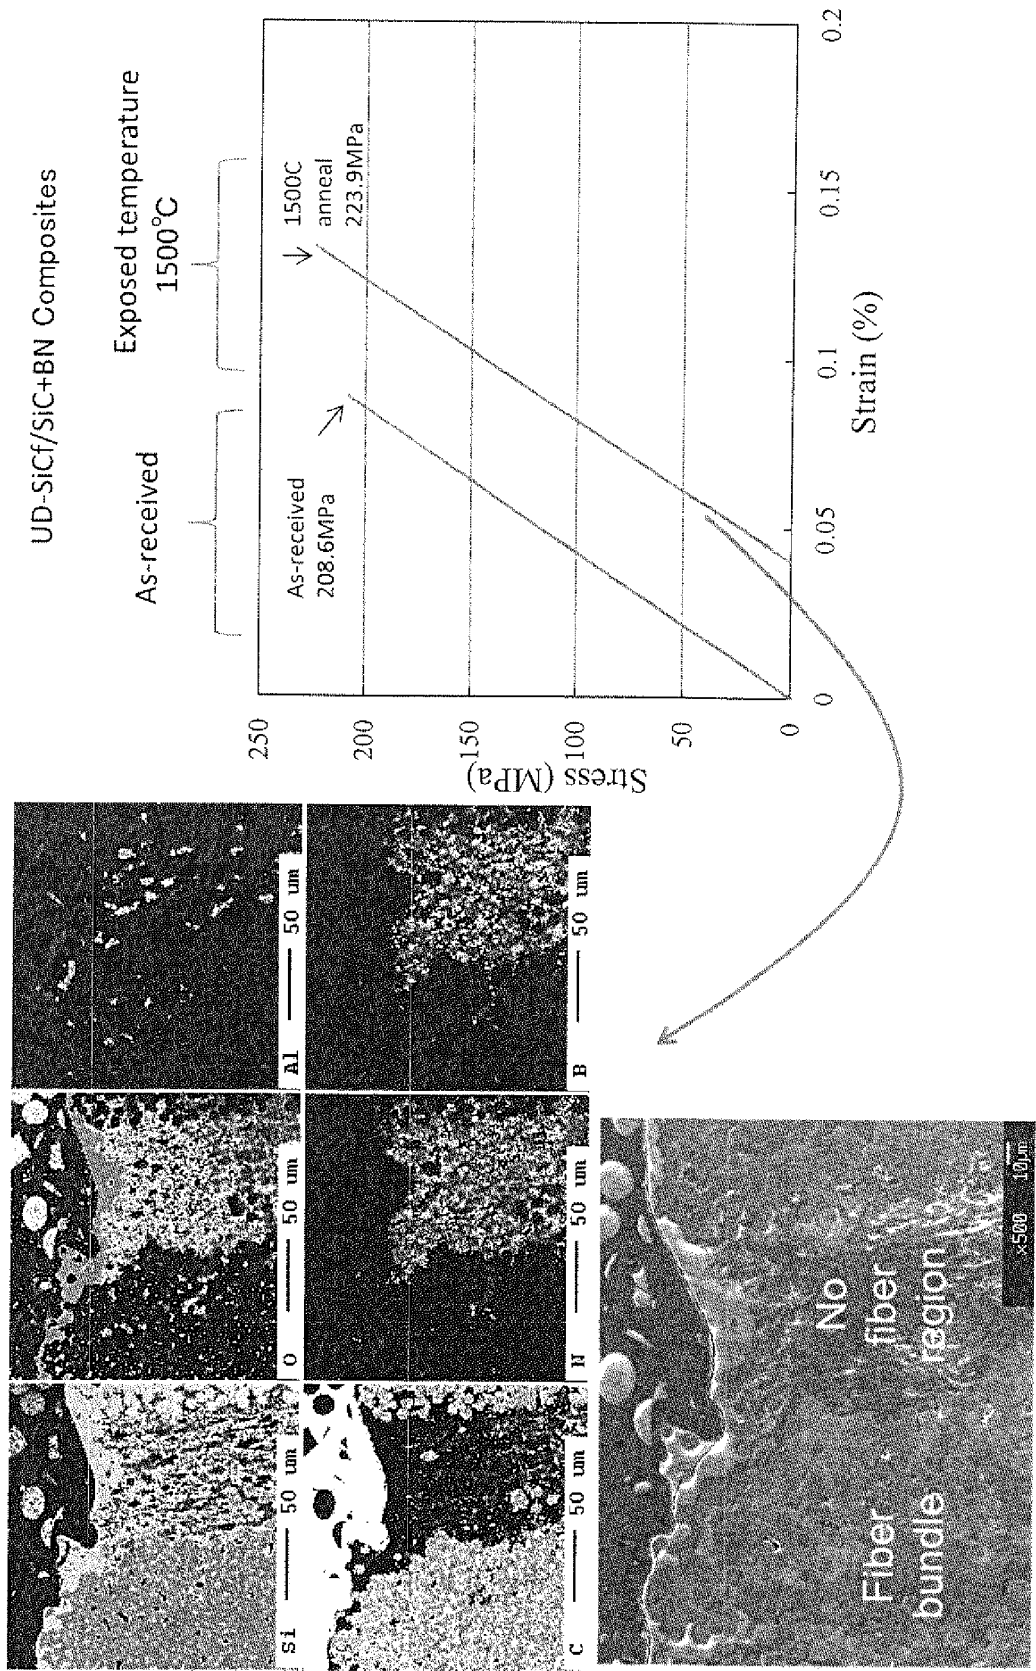 UD-SiCf/SiC+BN Composites
As-received
Exposed temperature
1500°C
Si
50 um
O
50 um
Al
50 um
C
50 um
N
50 um
B
50 um
Fiber
bundle
No
fiber
region
×500
10μm
250
200
150
100
50
0
Stress (MPa)
As-received
208.6MPa
1500C
anneal
223.9MPa
0
0.05
0.1
0.15
0.2
Strain (%)